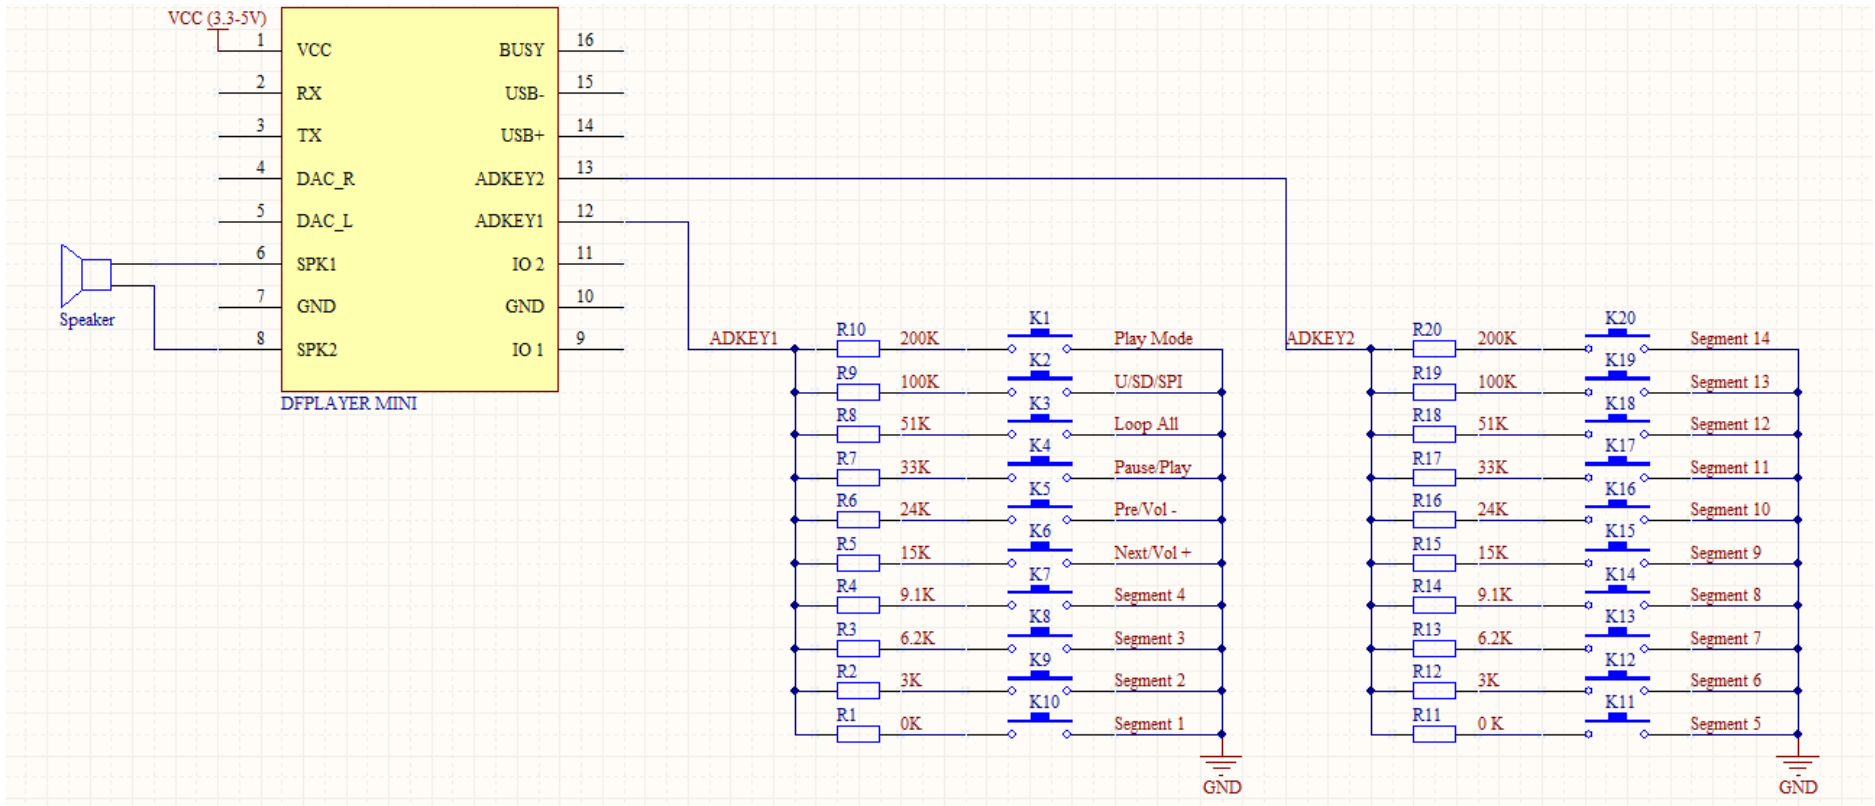 VCC (3.3-5V)
1 VCC BUSY 16
2 RX USB- 15
3 TX USB+ 14
4 DAC_R ADKEY2 13
5 DAC_L ADKEY1 12
6 SPK1 IO 2 11
7 GND GND 10
8 SPK2 IO 1 9
Speaker
DFPLAYER MINI
ADKEY1
R10 200K K1 Play Mode
R9 100K K2 U/SD/SPI
R8 51K K3 Loop All
R7 33K K4 Pause/Play
R6 24K K5 Pre/Vol -
R5 15K K6 Next/Vol +
R4 9.1K K7 Segment 4
R3 6.2K K8 Segment 3
R2 3K K9 Segment 2
R1 0K K10 Segment 1
GND
ADKEY2
R20 200K K20 Segment 14
R19 100K K19 Segment 13
R18 51K K18 Segment 12
R17 33K K17 Segment 11
R16 24K K16 Segment 10
R15 15K K15 Segment 9
R14 9.1K K14 Segment 8
R13 6.2K K13 Segment 7
R12 3K K12 Segment 6
R11 0 K K11 Segment 5
GND